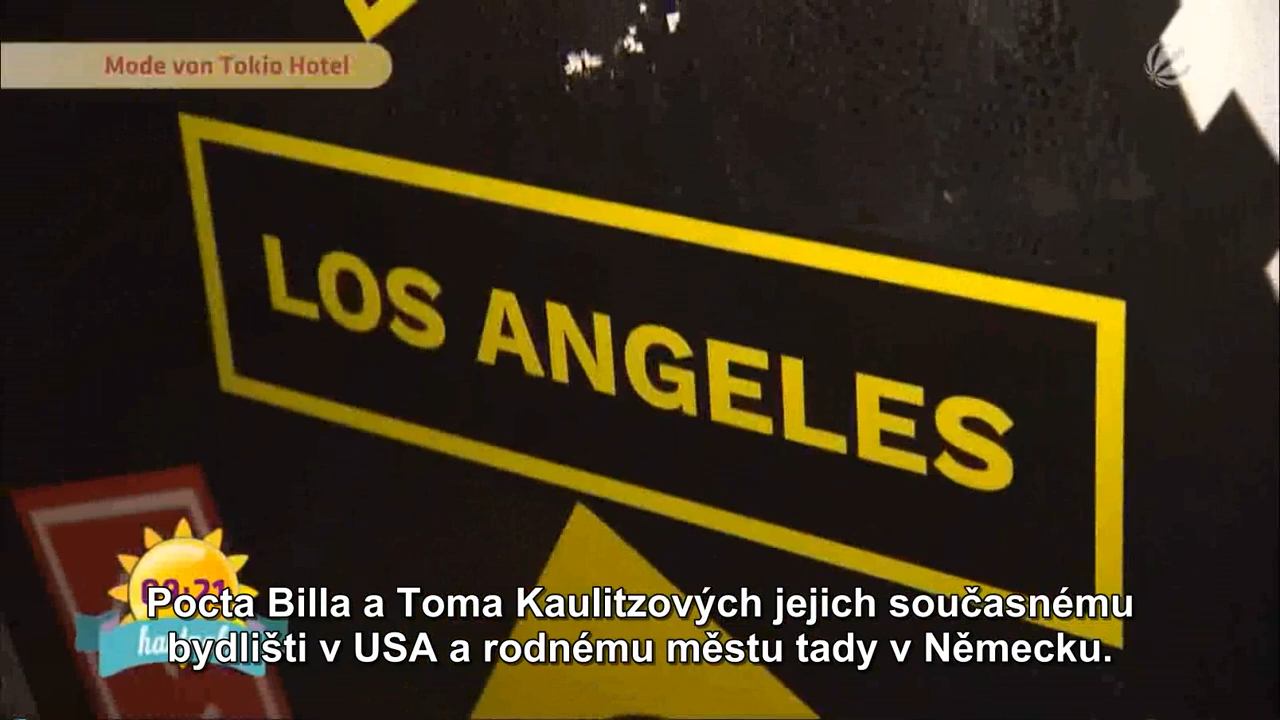 Mode von Tokio Hotel
LOS ANGELES
Pocta Billa a Toma Kaulitzových jejich současnému
bydlišti v USA a rodnému městu tady v Německu.